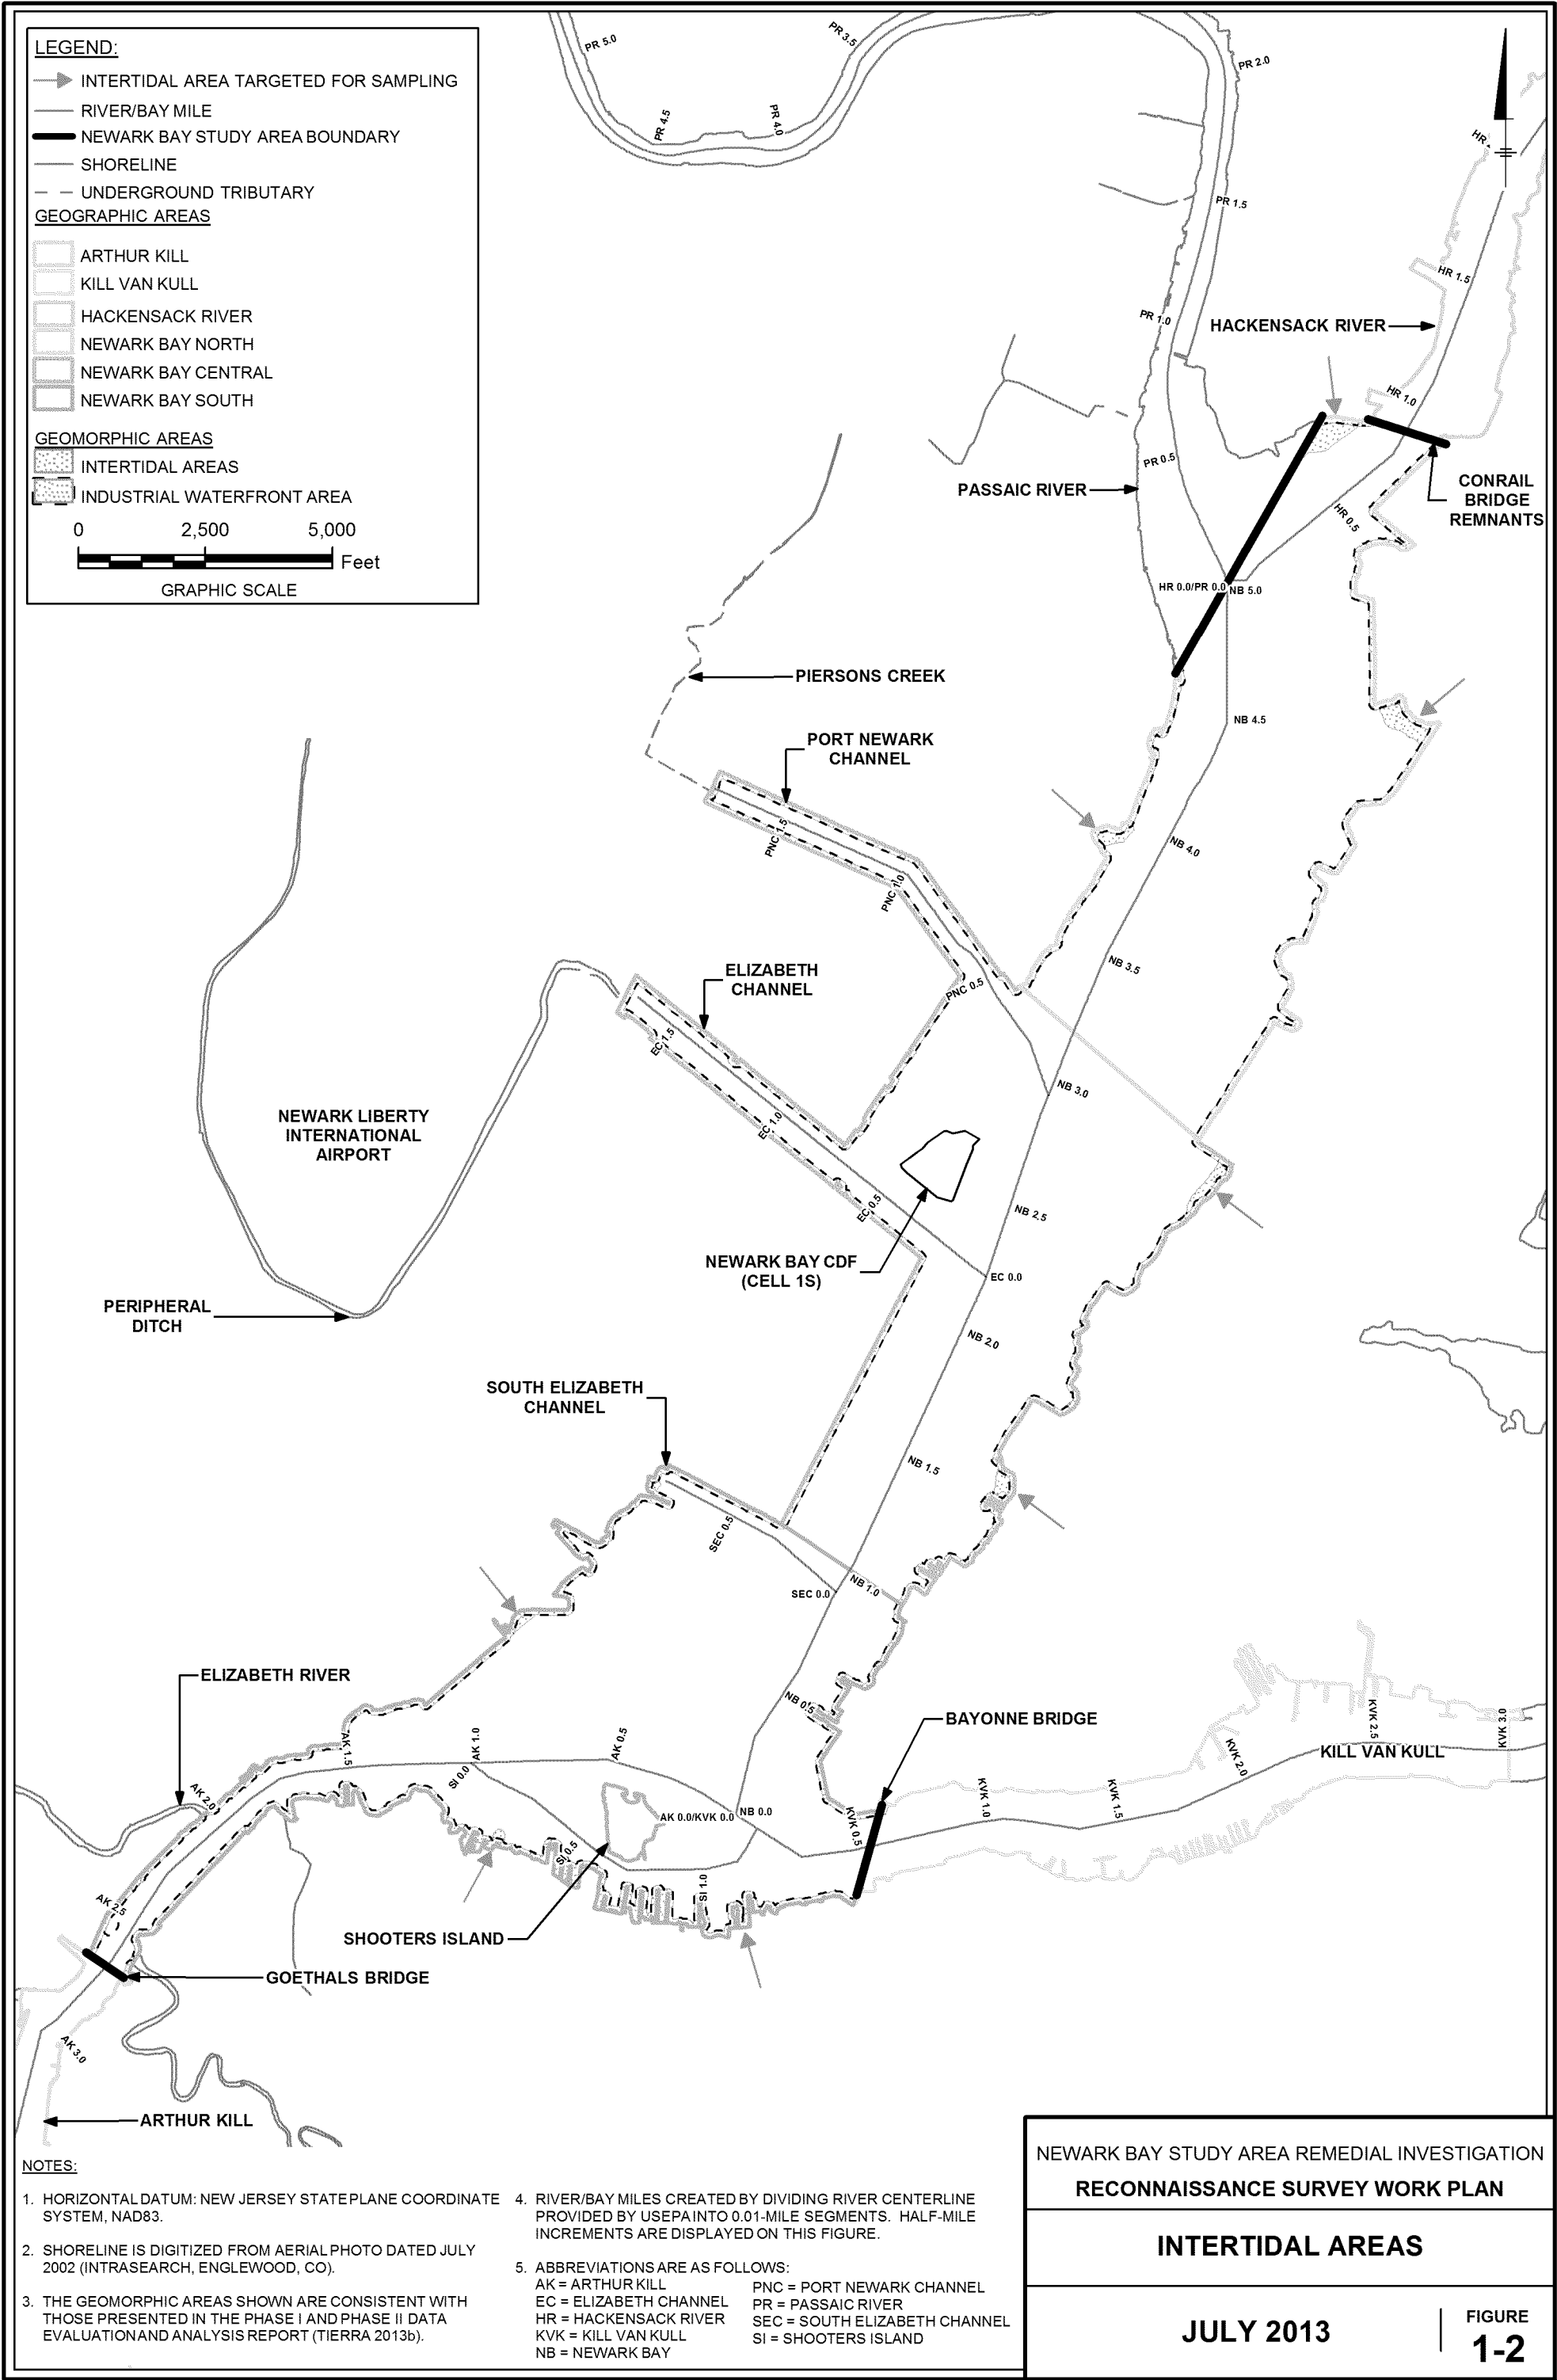 LEGEND:
INTERTIDAL AREA TARGETED FOR SAMPLING
RIVER/BAY MILE
NEWARK BAY STUDY AREA BOUNDARY
SHORELINE
UNDERGROUND TRIBUTARY
GEOGRAPHIC AREAS
ARTHUR KILL
KILL VAN KULL
HACKENSACK RIVER
NEWARK BAY NORTH
NEWARK BAY CENTRAL
NEWARK BAY SOUTH
GEOMORPHIC AREAS
INTERTIDAL AREAS
INDUSTRIAL WATERFRONT AREA
0 2,500 5,000
Feet
GRAPHIC SCALE
PR 5.0
PR 4.5
PR 4.0
PR 3.5
PR 2.0
PR 1.5
PR 1.0
PR 0.5
HR
HR 1.5
HACKENSACK RIVER
HR 1.0
HR 0.5
CONRAIL
BRIDGE
REMNANTS
PASSAIC RIVER
HR 0.0/PR 0.0
NB 5.0
PIERSONS CREEK
NB 4.5
PORT NEWARK
CHANNEL
PNC 1.5
PNC 1.0
PNC 0.5
NB 4.0
NB 3.5
NB 3.0
ELIZABETH
CHANNEL
EC 1.5
EC 1.0
EC 0.5
EC 0.0
NEWARK LIBERTY
INTERNATIONAL
AIRPORT
NB 2.5
NEWARK BAY CDF
(CELL 1S)
PERIPHERAL
DITCH
NB 2.0
SOUTH ELIZABETH
CHANNEL
NB 1.5
SEC 0.5
SEC 0.0
NB 1.0
ELIZABETH RIVER
NB 0.5
BAYONNE BRIDGE
KILL VAN KULL
KVK 3.0
KVK 2.5
KVK 2.0
KVK 1.5
KVK 1.0
KVK 0.5
AK 0.0/KVK 0.0
NB 0.0
AK 0.5
AK 1.0
AK 1.5
AK 2.0
AK 2.5
SI 0.0
SI 0.5
SI 1.0
SHOOTERS ISLAND
GOETHALS BRIDGE
AK 3.0
ARTHUR KILL
NOTES:
1. HORIZONTAL DATUM: NEW JERSEY STATE PLANE COORDINATE
SYSTEM, NAD83.
2. SHORELINE IS DIGITIZED FROM AERIAL PHOTO DATED JULY
2002 (INTRASEARCH, ENGLEWOOD, CO).
3. THE GEOMORPHIC AREAS SHOWN ARE CONSISTENT WITH
THOSE PRESENTED IN THE PHASE I AND PHASE II DATA
EVALUATION AND ANALYSIS REPORT (TIERRA 2013b).
4. RIVER/BAY MILES CREATED BY DIVIDING RIVER CENTERLINE
PROVIDED BY USEPA INTO 0.01-MILE SEGMENTS. HALF-MILE
INCREMENTS ARE DISPLAYED ON THIS FIGURE.
5. ABBREVIATIONS ARE AS FOLLOWS:
AK = ARTHUR KILL
EC = ELIZABETH CHANNEL
HR = HACKENSACK RIVER
KVK = KILL VAN KULL
NB = NEWARK BAY
PNC = PORT NEWARK CHANNEL
PR = PASSAIC RIVER
SEC = SOUTH ELIZABETH CHANNEL
SI = SHOOTERS ISLAND
NEWARK BAY STUDY AREA REMEDIAL INVESTIGATION
RECONNAISSANCE SURVEY WORK PLAN
INTERTIDAL AREAS
JULY 2013
FIGURE
1-2